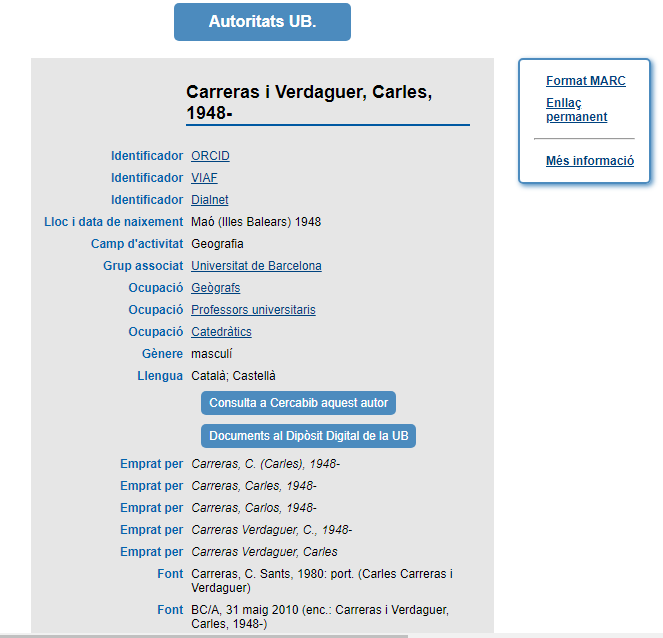 Autoritats UB.
Carreras i Verdaguer, Carles,
1948-
Identificador ORCID
Identificador VIAF
Identificador Dialnet
Lloc i data de naixement Maó (Illes Balears) 1948
Camp d'activitat Geografia
Grup associat Universitat de Barcelona
Ocupació Geògrafs
Ocupació Professors universitaris
Ocupació Catedràtics
Gènere masculí
Llengua Català; Castellà
Consulta a Cercabib aquest autor
Documents al Dipòsit Digital de la UB
Emprat per Carreras, C. (Carles), 1948-
Emprat per Carreras, Carles, 1948-
Emprat per Carreras, Carlos, 1948-
Emprat per Carreras Verdaguer, C., 1948-
Emprat per Carreras Verdaguer, Carles
Font Carreras, C. Sants, 1980: port. (Carles Carreras i
Verdaguer)
Font BC/A, 31 maig 2010 (enc.: Carreras i Verdaguer,
Carles, 1948-)
Format MARC
Enllaç
permanent
Més informació